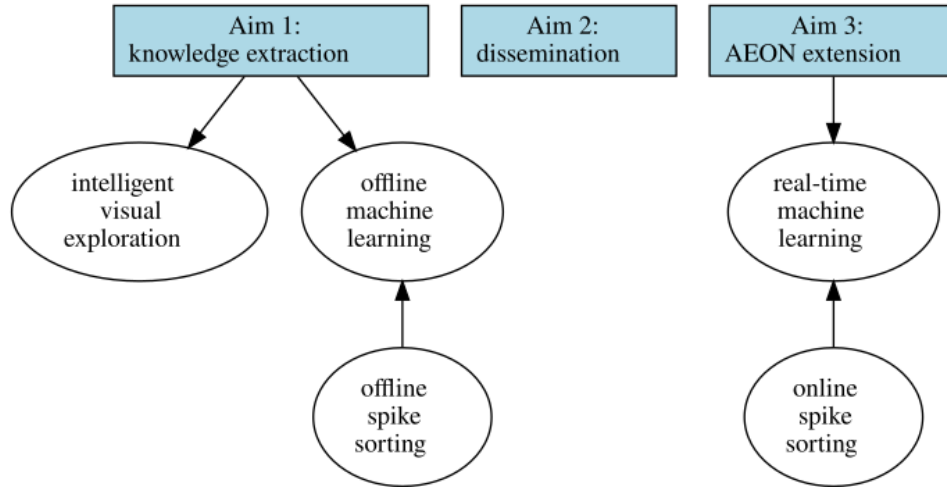 Aim 1:
knowledge extraction
Aim 2:
dissemination
Aim 3:
AEON extension
intelligent
visual
exploration
offline
machine
learning
real-time
machine
learning
offline
spike
sorting
online
spike
sorting